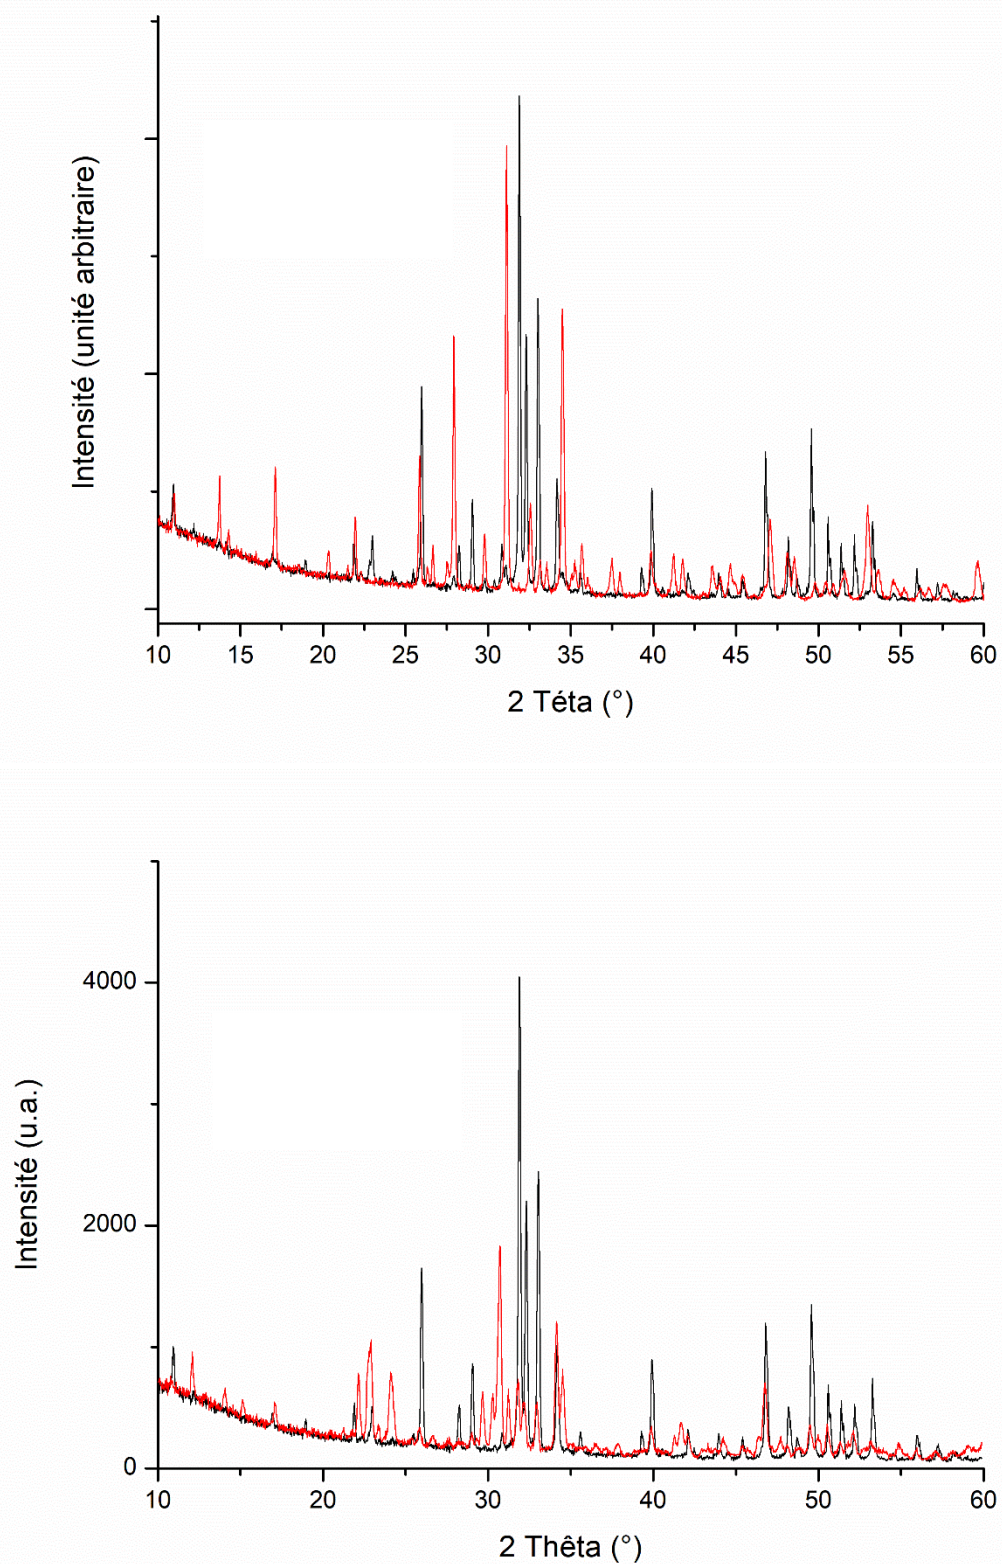 Intensité (unité arbitraire)
10 15 20 25 30 35 40 45 50 55 60
2 Téta (°)
Intensité (u.a.)
4000
2000
0
10 20 30 40 50 60
2 Thêta (°)